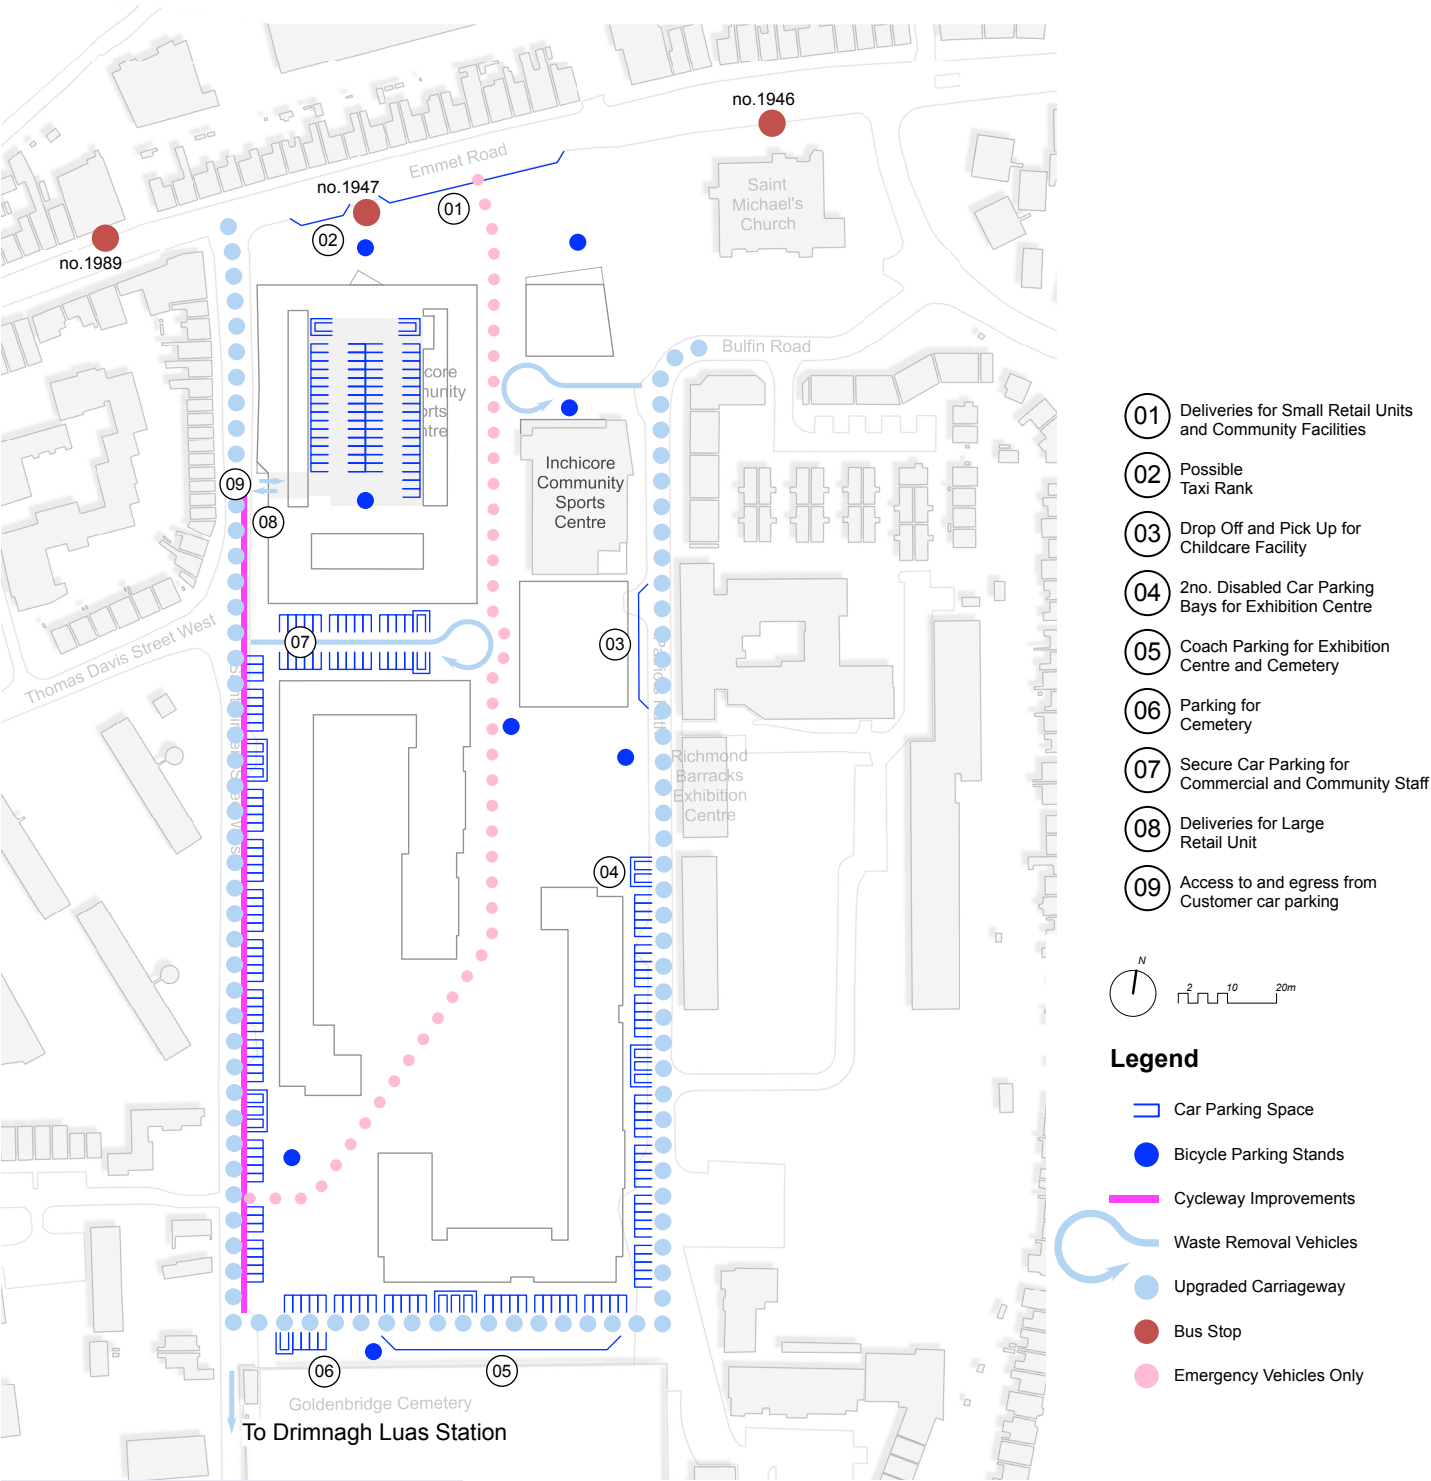 no.1946
Emmet Road
no.1947
01
02
no.1989
Saint
Michael's
Church
Bulfin Road
core
nunity
orts
ntre
Inchicore
Community
Sports
Centre
09
08
Thomas Davis Street West
07
03
Richmond
Barracks
Exhibition
Centre
04
06
05
Goldenbridge Cemetery
To Drimnagh Luas Station
01 Deliveries for Small Retail Units
and Community Facilities
02 Possible
Taxi Rank
03 Drop Off and Pick Up for
Childcare Facility
04 2no. Disabled Car Parking
Bays for Exhibition Centre
05 Coach Parking for Exhibition
Centre and Cemetery
06 Parking for
Cemetery
07 Secure Car Parking for
Commercial and Community Staff
08 Deliveries for Large
Retail Unit
09 Access to and egress from
Customer car parking
N
2 10 20m
Legend
Car Parking Space
Bicycle Parking Stands
Cycleway Improvements
Waste Removal Vehicles
Upgraded Carriageway
Bus Stop
Emergency Vehicles Only